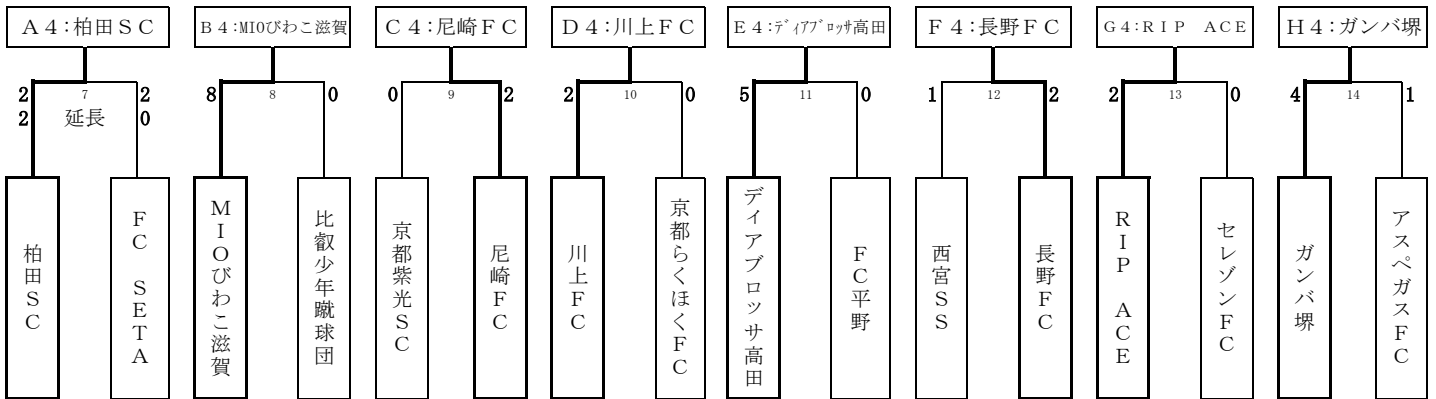 A4:柏田SC
B4:MIOびわこ滋賀
C4:尼崎FC
D4:川上FC
E4:ディアブロッサ高田
F4:長野FC
G4:RIP ACE
H4:ガンバ堺
2 7 2
2 延長 0
8 8 0
0 9 2
2 10 0
5 11 0
1 12 2
2 13 0
4 14 1
柏田SC
FC SETA
MIOびわこ滋賀
比叡少年蹴球団
京都紫光SC
尼崎FC
川上FC
京都らくほくFC
ディアブロッサ高田
FC平野
西宮SS
長野FC
RIP ACE
セレゾンFC
ガンバ堺
アスペガスFC